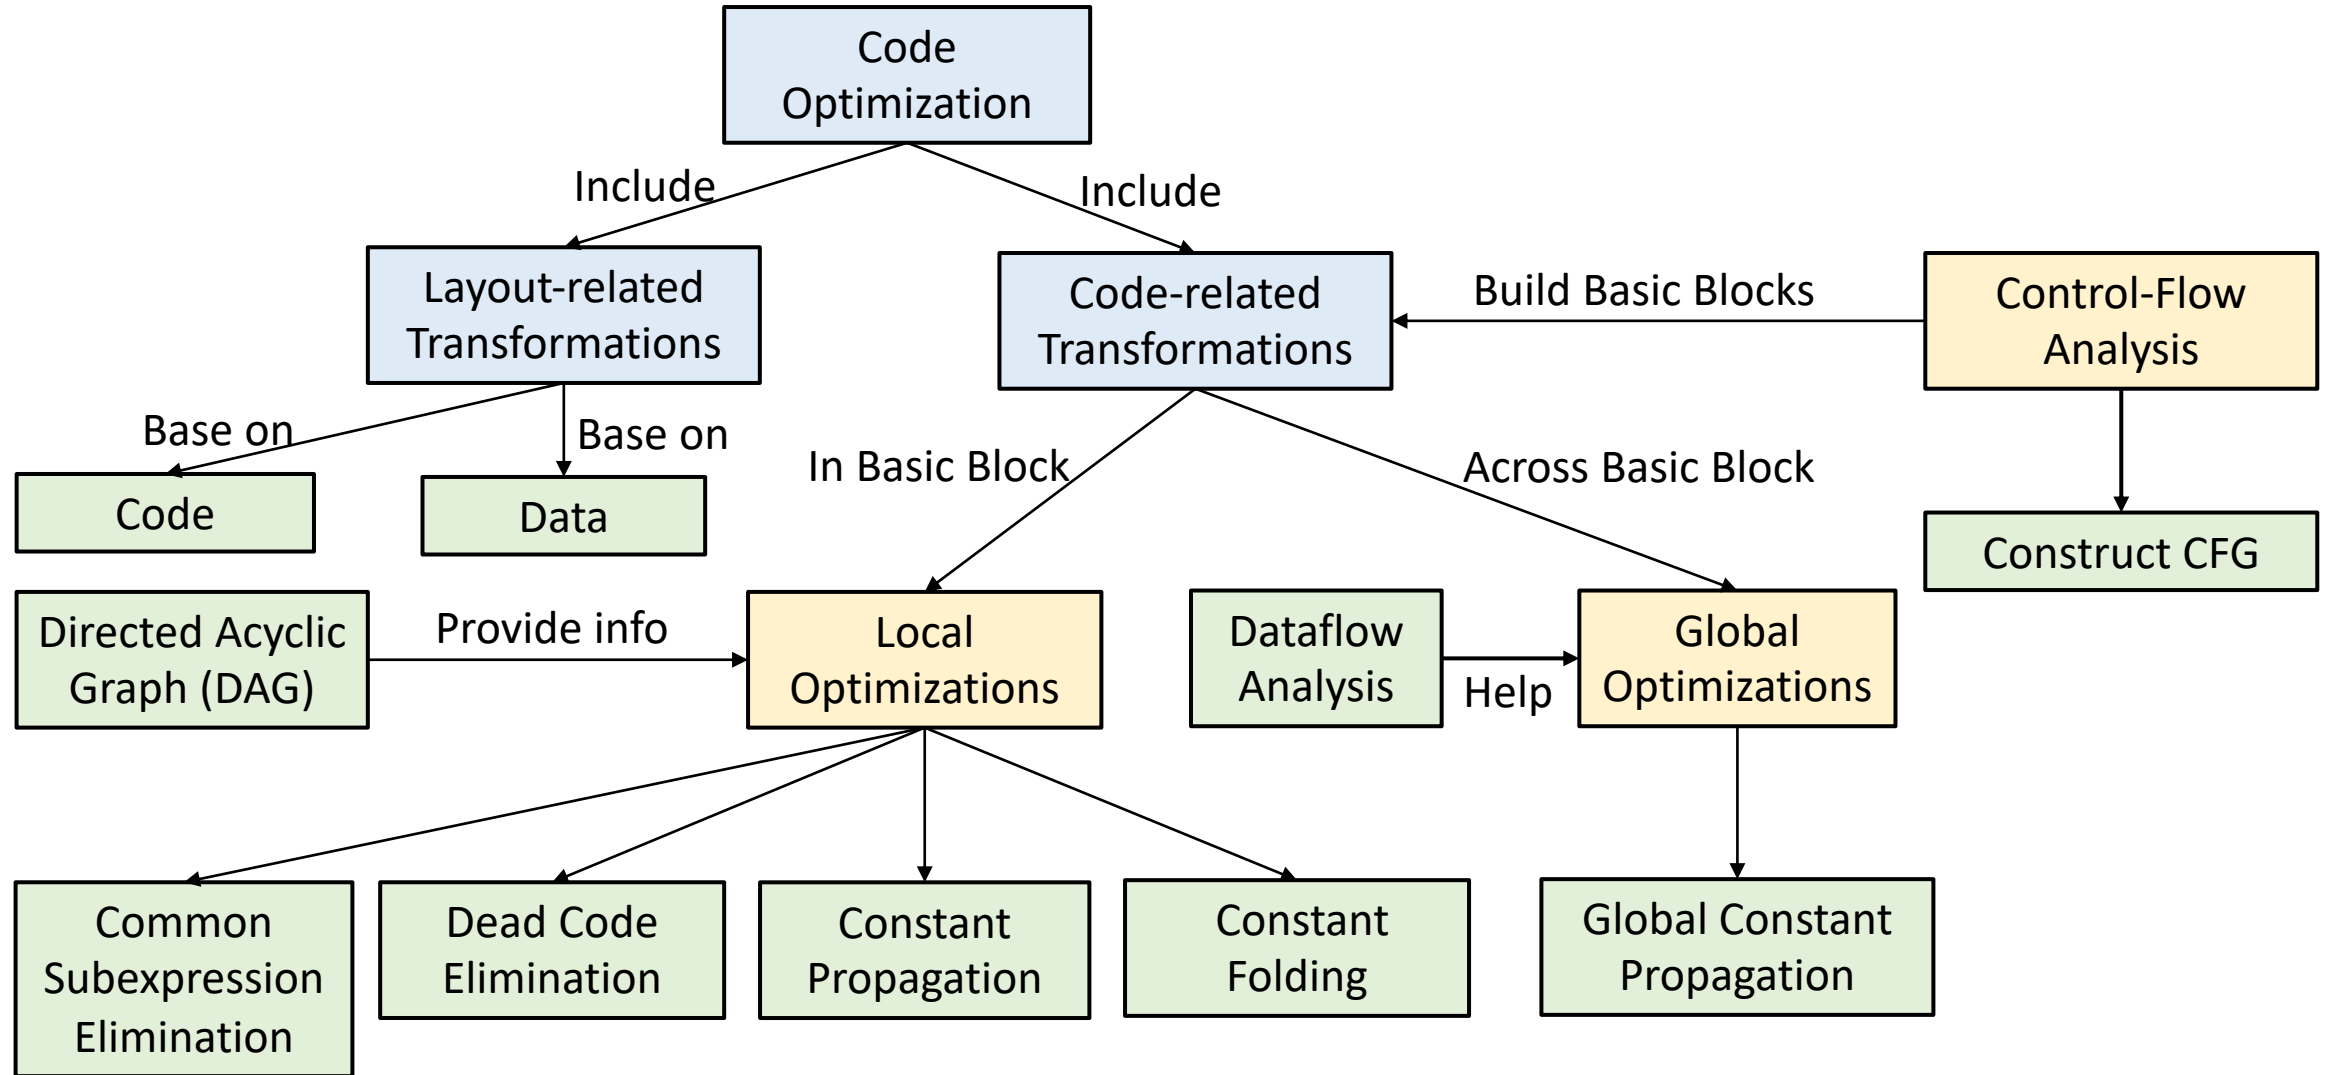 Code
Optimization
Include
Include
Layout-related
Transformations
Code-related
Transformations
Build Basic Blocks
Control-Flow
Analysis
Base on
Base on
In Basic Block
Across Basic Block
Code
Data
Construct CFG
Directed Acyclic
Graph (DAG)
Provide info
Local
Optimizations
Dataflow
Analysis
Help
Global
Optimizations
Common
Subexpression
Elimination
Dead Code
Elimination
Constant
Propagation
Constant
Folding
Global Constant
Propagation